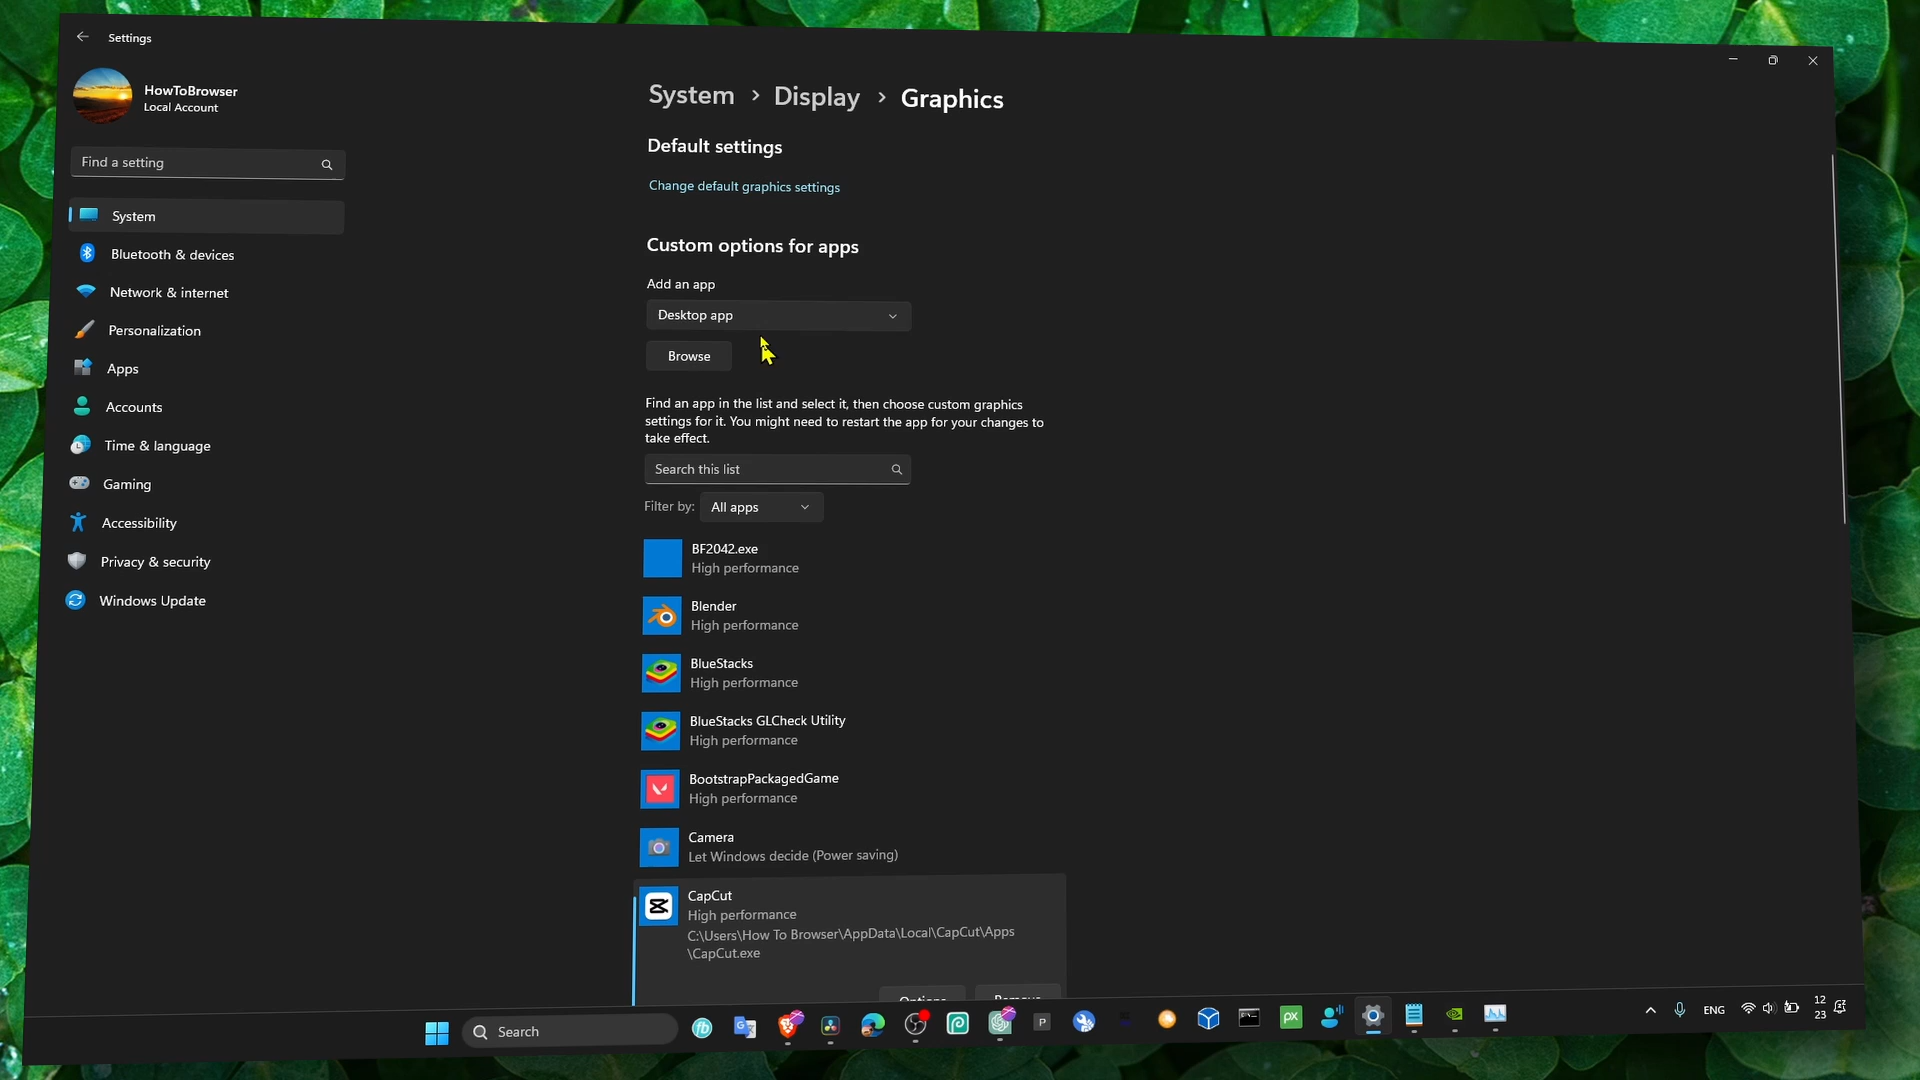 Settings
HowToBrowser
Local Account
Find a setting
System
Bluetooth & devices
Network & internet
Personalization
Apps
Accounts
Time & language
Gaming
Accessibility
Privacy & security
Windows Update
System > Display > Graphics
Default settings
Change default graphics settings
Custom options for apps
Add an app
Desktop app
Browse
Find an app in the list and select it, then choose custom graphics
settings for it. You might need to restart the app for your changes to
take effect.
Search this list
Filter by: All apps
BF2042.exe
High performance
Blender
High performance
BlueStacks
High performance
BlueStacks GLCheck Utility
High performance
BootstrapPackagedGame
High performance
Camera
Let Windows decide (Power saving)
CapCut
High performance
C:\Users\How To Browser\AppData\Local\CapCut\Apps
\CapCut.exe
Options Remove
Search
fb
P
PX
ENG
12
23